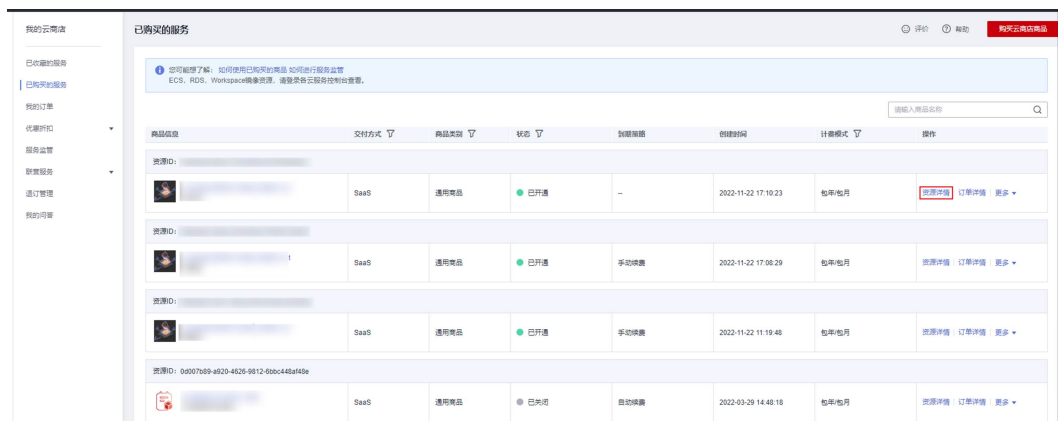 我的云商店
已购买的服务
评价
帮助
购买云商店商品
已收藏的服务
已购买的服务
我的订单
优惠折扣
服务监管
联营服务
退订管理
我的问答
您可能想了解： 如何使用已购买的商品 如何进行服务监管
ECS、RDS、Workspace镜像资源，请登录各云服务控制台查看。
请输入商品名称
商品信息 交付方式 商品类别 状态 到期策略 创建时间 计费模式 操作
资源ID:
SaaS 通用商品 已开通 -- 2022-11-22 17:10:23 包年/包月 资源详情 订单详情 更多
资源ID:
SaaS 通用商品 已开通 手动续费 2022-11-22 17:08:29 包年/包月 资源详情 订单详情 更多
资源ID:
SaaS 通用商品 已开通 手动续费 2022-11-22 11:19:48 包年/包月 资源详情 订单详情 更多
资源ID: 0d007b89-a920-4626-9812-6bbc448af48e
SaaS 通用商品 已关闭 自动续费 2022-03-29 14:48:18 包年/包月 资源详情 订单详情 更多